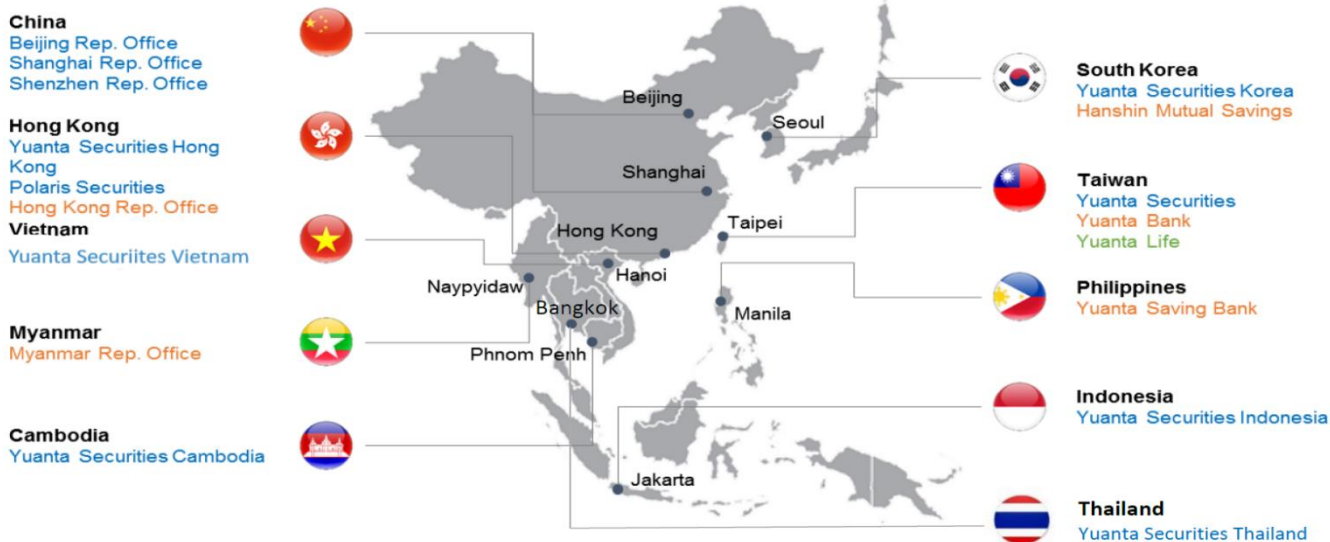 China
Beijing Rep. Office
Shanghai Rep. Office
Shenzhen Rep. Office
Hong Kong
Yuanta Securities Hong
Kong
Polaris Securities
Hong Kong Rep. Office
Vietnam
Yuanta Securiites Vietnam
Myanmar
Myanmar Rep. Office
Cambodia
Yuanta Securities Cambodia
Beijing
Seoul
Shanghai
Taipei
Hong Kong
Hanoi
Naypyidaw
Bangkok
Manila
Phnom Penh
Jakarta
South Korea
Yuanta Securities Korea
Hanshin Mutual Savings
Taiwan
Yuanta Securities
Yuanta Bank
Yuanta Life
Philippines
Yuanta Saving Bank
Indonesia
Yuanta Securities Indonesia
Thailand
Yuanta Securities Thailand